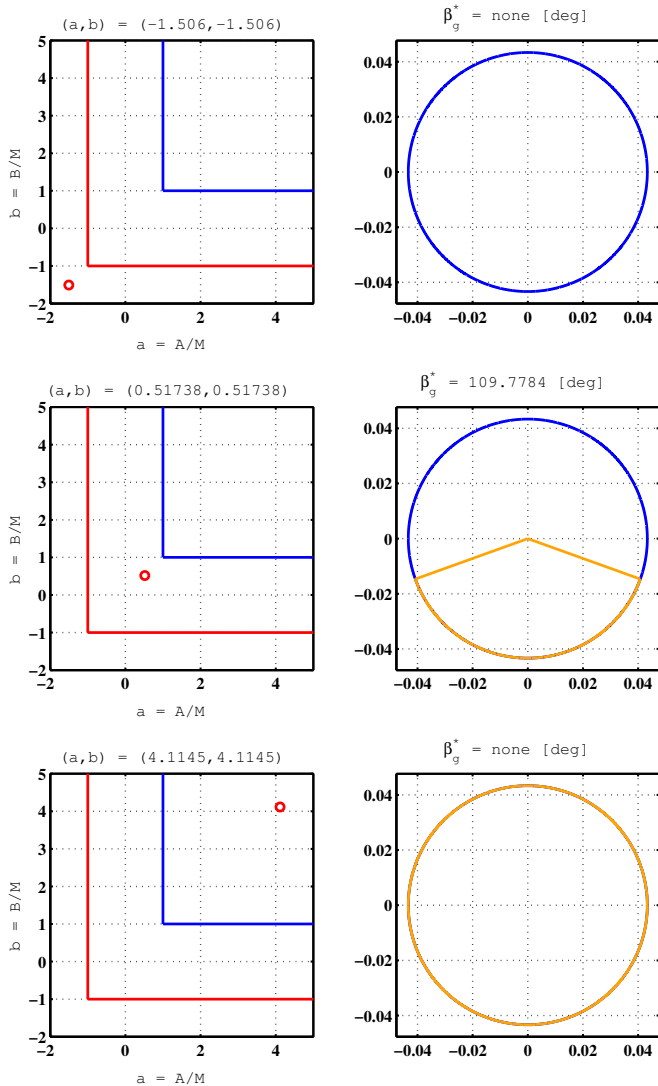 (a,b) = (-1.506,-1.506)
5
4
3
2
1
0
−1
−2
b = B/M
−2 0 2 4
a = A/M
β*g = none [deg]
0.04
0.02
0
−0.02
−0.04
−0.04 −0.02 0 0.02 0.04
(a,b) = (0.51738,0.51738)
5
4
3
2
1
0
−1
−2
b = B/M
−2 0 2 4
a = A/M
β*g = 109.7784 [deg]
0.04
0.02
0
−0.02
−0.04
−0.04 −0.02 0 0.02 0.04
(a,b) = (4.1145,4.1145)
5
4
3
2
1
0
−1
−2
b = B/M
−2 0 2 4
a = A/M
β*g = none [deg]
0.04
0.02
0
−0.02
−0.04
−0.04 −0.02 0 0.02 0.04